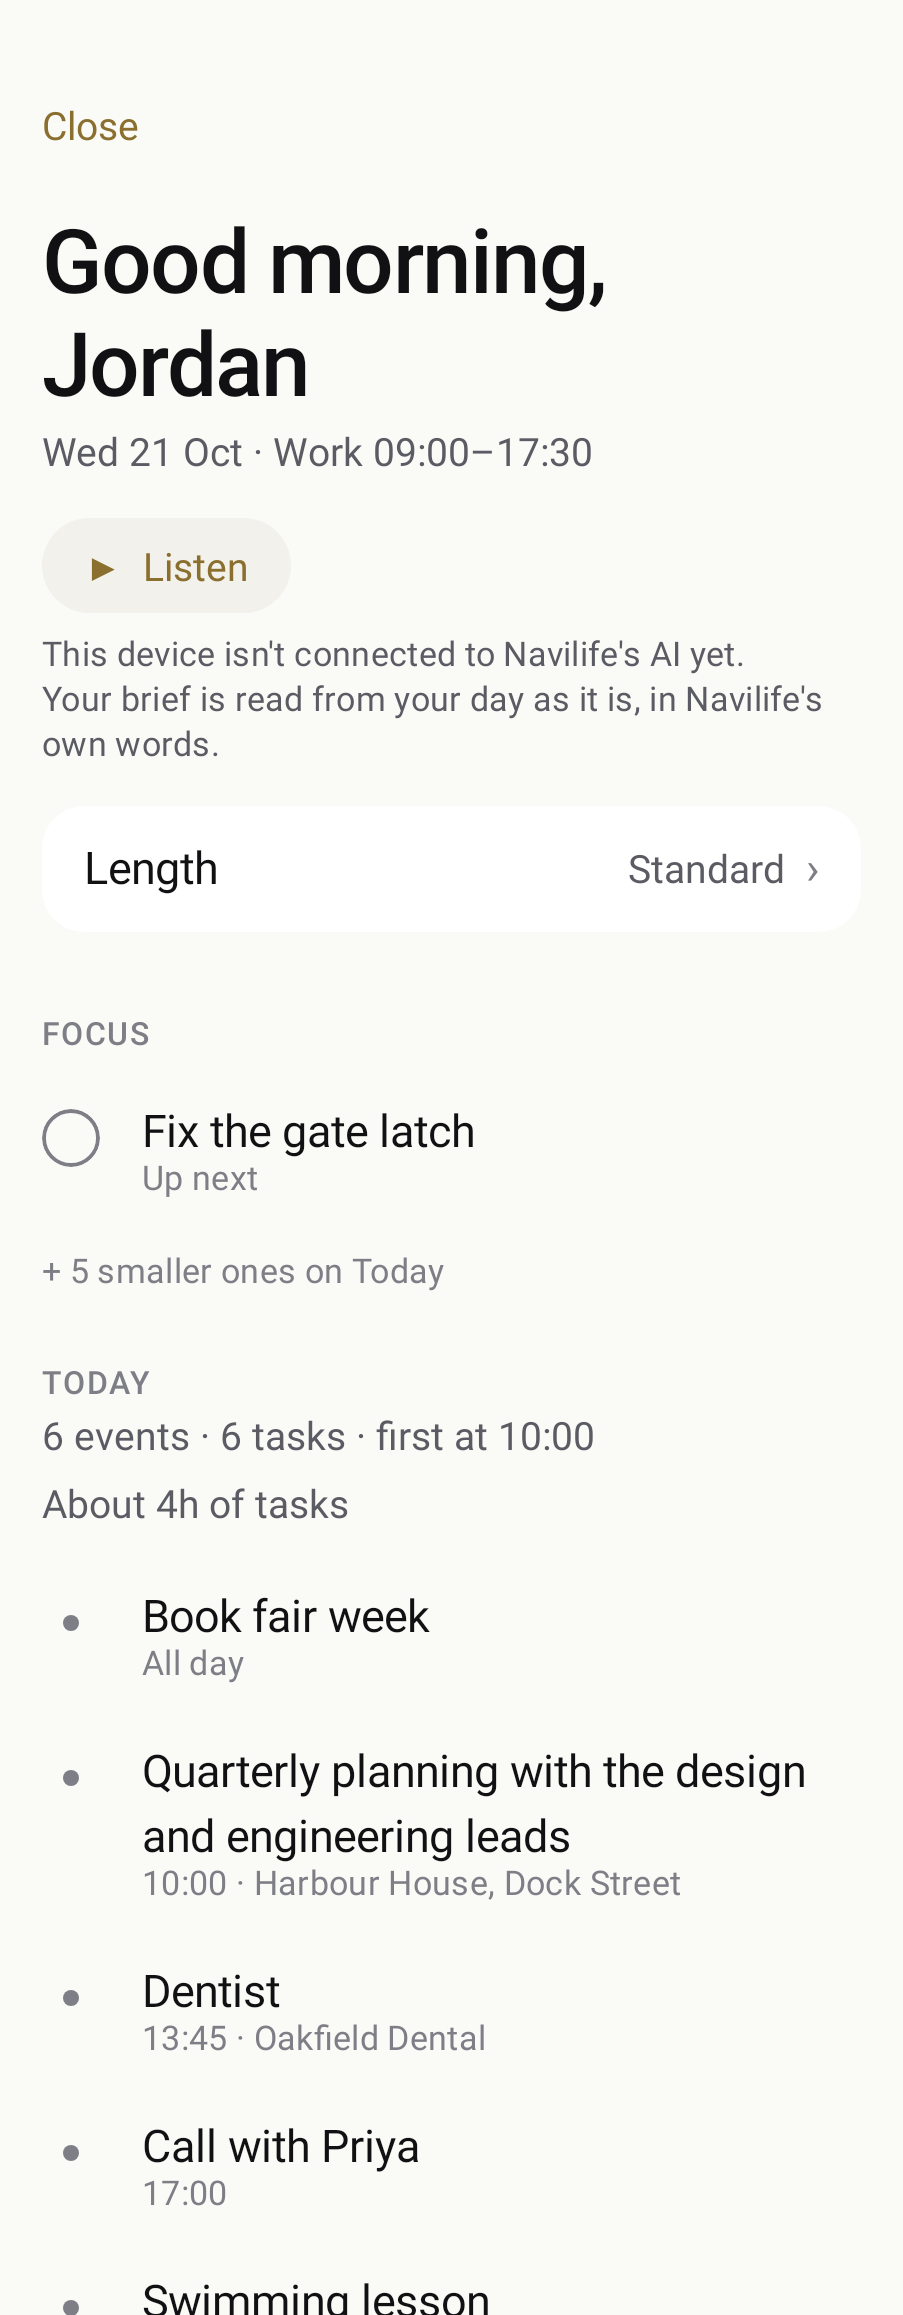 Close
Good morning,
Jordan
Wed 21 Oct · Work 09:00–17:30
▶ Listen
This device isn't connected to Navilife's AI yet.
Your brief is read from your day as it is, in Navilife's
own words.
Length Standard ›
FOCUS
Fix the gate latch
Up next
+ 5 smaller ones on Today
TODAY
6 events · 6 tasks · first at 10:00
About 4h of tasks
Book fair week
All day
Quarterly planning with the design
and engineering leads
10:00 · Harbour House, Dock Street
Dentist
13:45 · Oakfield Dental
Call with Priya
17:00
Swimming lesson